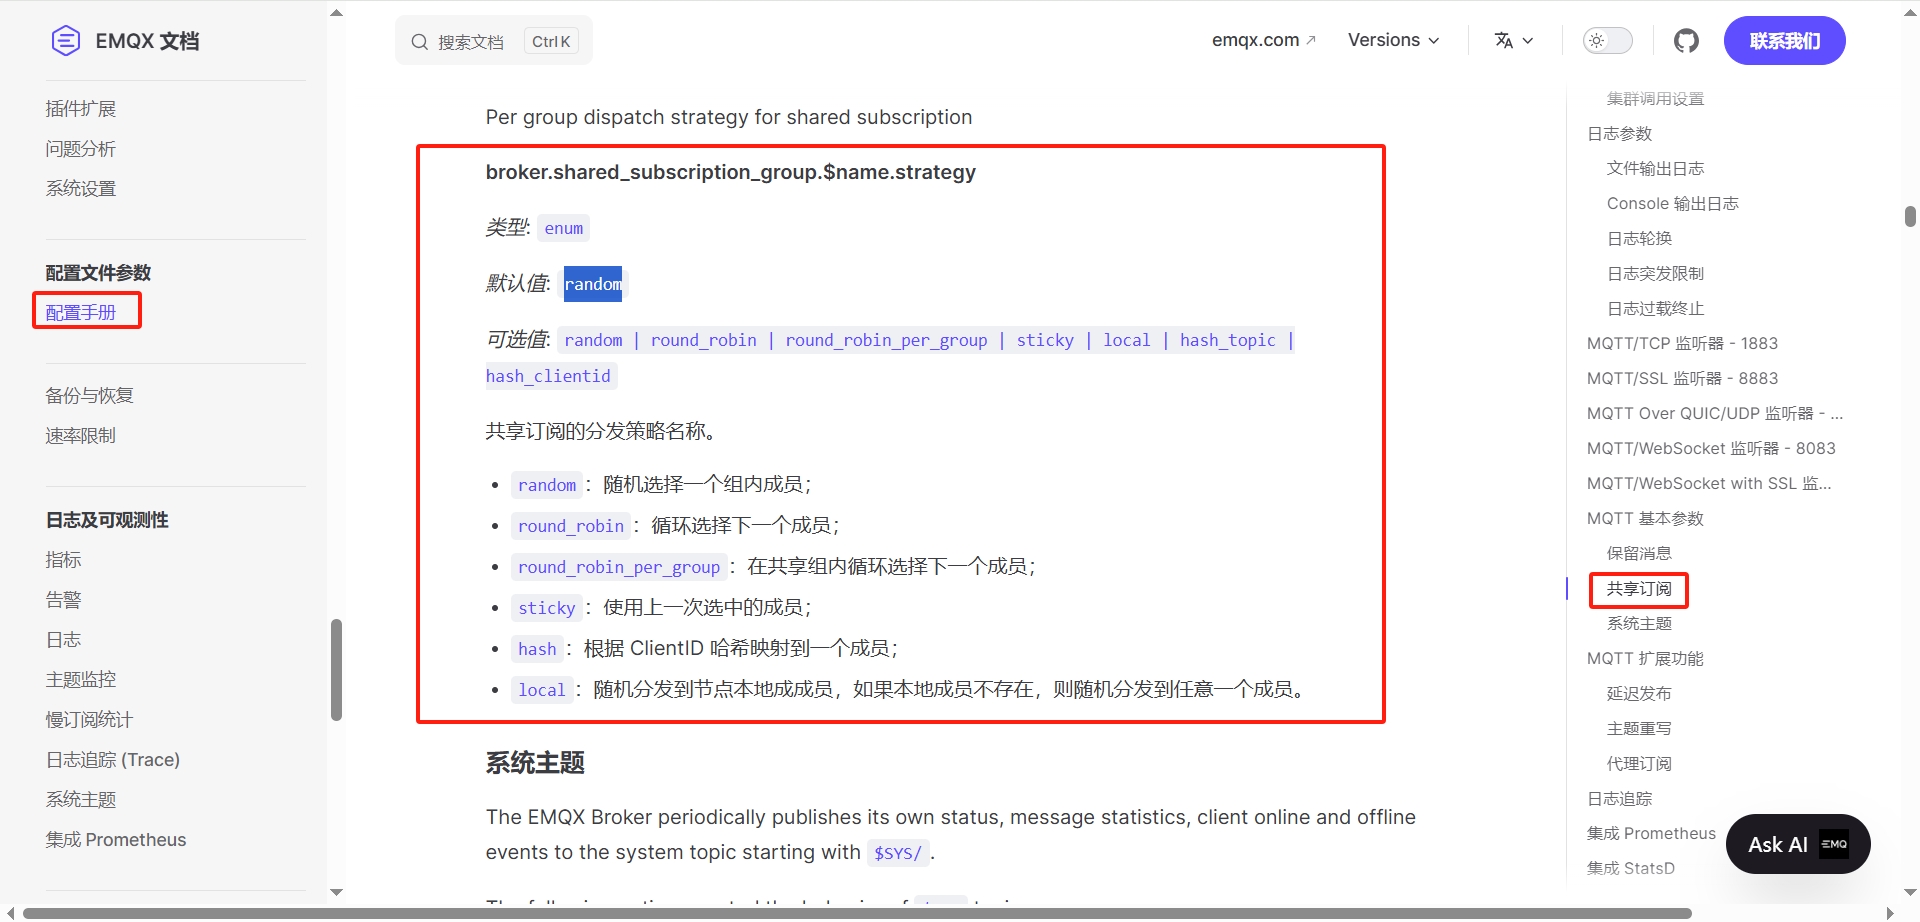 EMQX 文档
搜索文档 Ctrl K
emqx.com
Versions
联系我们
插件扩展
问题分析
系统设置
配置文件参数
配置手册
备份与恢复
速率限制
日志及可观测性
指标
告警
日志
主题监控
慢订阅统计
日志追踪 (Trace)
系统主题
集成 Prometheus
Per group dispatch strategy for shared subscription
broker.shared_subscription_group.$name.strategy
类型: enum
默认值: random
可选值: random | round_robin | round_robin_per_group | sticky | local | hash_topic |
hash_clientid
共享订阅的分发策略名称。
• random：随机选择一个组内成员；
• round_robin：循环选择下一个成员；
• round_robin_per_group：在共享组内循环选择下一个成员；
• sticky：使用上一次选中的成员；
• hash：根据 ClientID 哈希映射到一个成员；
• local：随机分发到节点本地成成员，如果本地成员不存在，则随机分发到任意一个成员。
系统主题
The EMQX Broker periodically publishes its own status, message statistics, client online and offline
events to the system topic starting with $SYS/.
集群调用设置
日志参数
文件输出日志
Console 输出日志
日志轮换
日志突发限制
日志过载终止
MQTT/TCP 监听器 - 1883
MQTT/SSL 监听器 - 8883
MQTT Over QUIC/UDP 监听器 - ...
MQTT/WebSocket 监听器 - 8083
MQTT/WebSocket with SSL 监...
MQTT 基本参数
保留消息
共享订阅
系统主题
MQTT 扩展功能
延迟发布
主题重写
代理订阅
日志追踪
集成 Prometheus
集成 StatsD
Ask AI EMQ